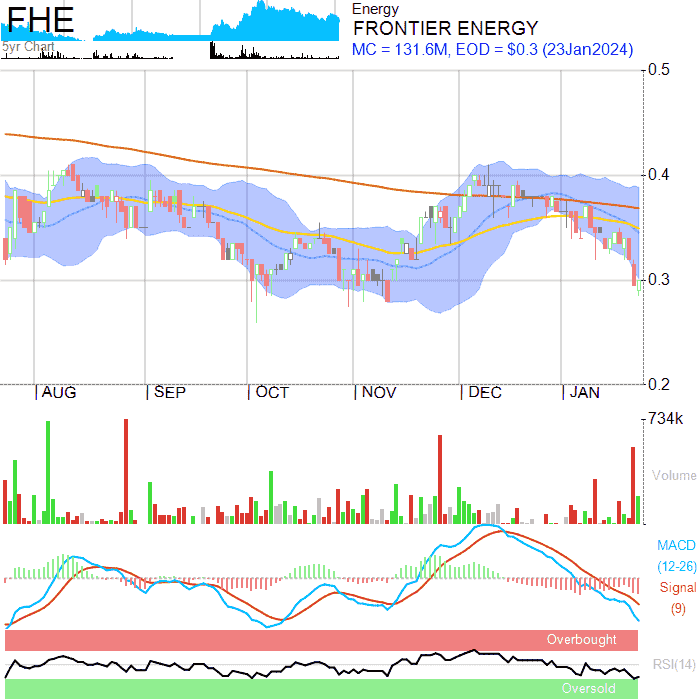 FHE
5yr Chart
Energy
FRONTIER ENERGY
MC = 131.6M, EOD = $0.3 (23Jan2024)
0.5
0.4
0.3
0.2
AUG SEP OCT NOV DEC JAN
734k
Volume
MACD
(12-26)
Signal
(9)
Overbought
RSI(14)
Oversold